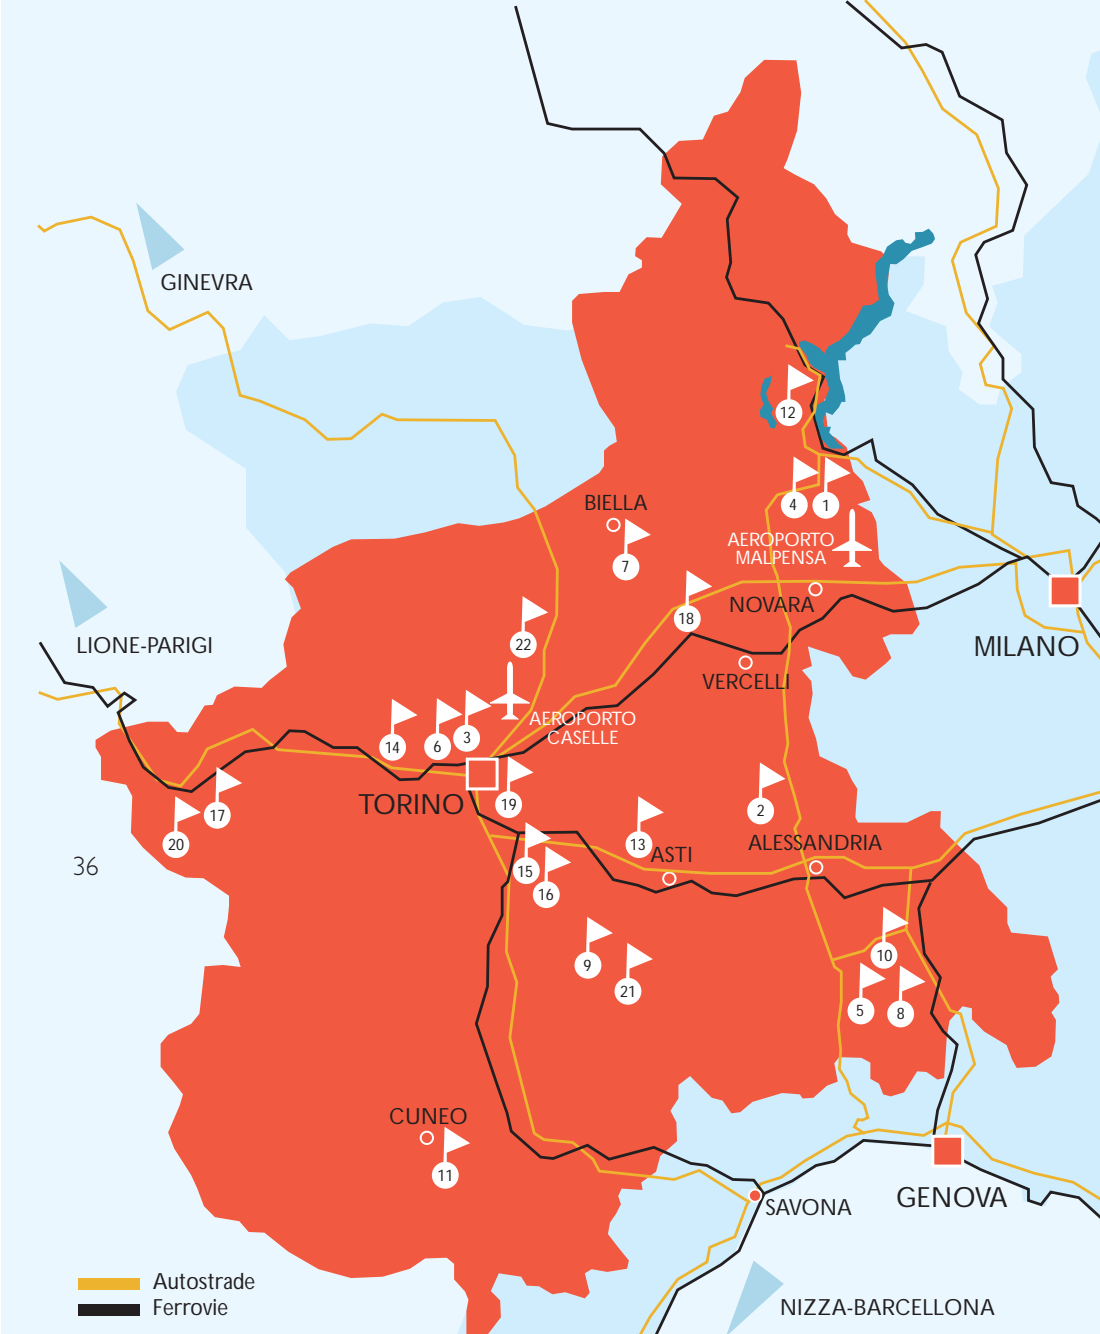 GINEVRA
12
BIELLA
4
1
AEROPORTO
MALPENSA
7
NOVARA
18
MILANO
LIONE-PARIGI
22
VERCELLI
AEROPORTO
CASELLE
14
6
3
TORINO
19
2
17
20
13
ASTI
ALESSANDRIA
36
15
16
10
9
21
5
8
CUNEO
11
GENOVA
SAVONA
Autostrade
Ferrovie
NIZZA-BARCELLONA